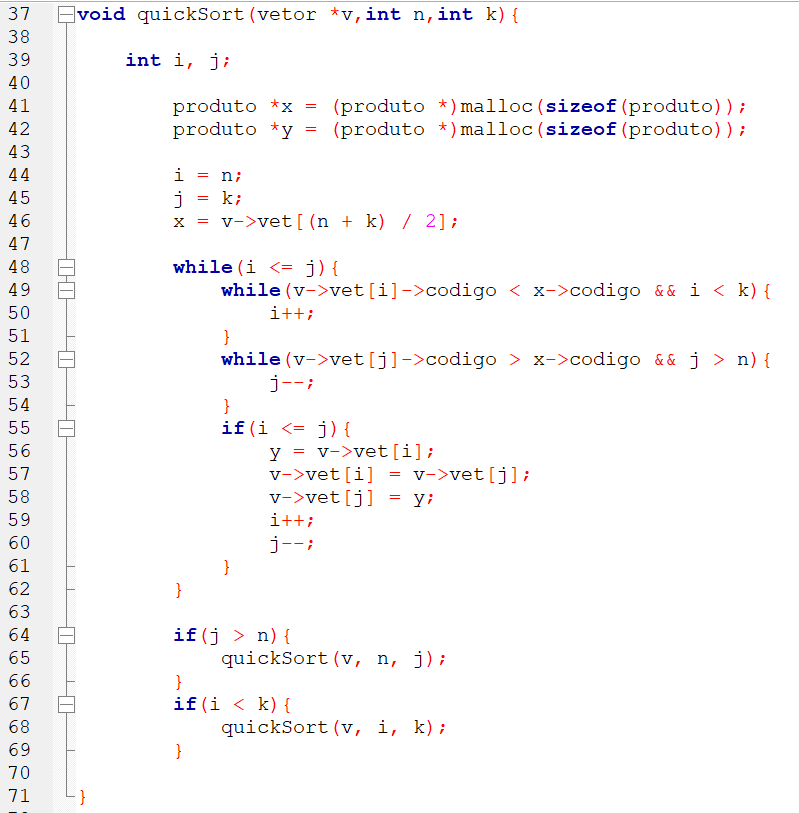 37 void quickSort(vetor *v,int n,int k){
38
39     int i, j;
40
41         produto *x = (produto *)malloc(sizeof(produto));
42         produto *y = (produto *)malloc(sizeof(produto));
43
44         i = n;
45         j = k;
46         x = v->vet[(n + k) / 2];
47
48         while(i <= j){
49             while(v->vet[i]->codigo < x->codigo && i < k){
50                 i++;
51             }
52             while(v->vet[j]->codigo > x->codigo && j > n){
53                 j--;
54             }
55             if(i <= j){
56                 y = v->vet[i];
57                 v->vet[i] = v->vet[j];
58                 v->vet[j] = y;
59                 i++;
60                 j--;
61             }
62         }
63
64         if(j > n){
65             quickSort(v, n, j);
66         }
67         if(i < k){
68             quickSort(v, i, k);
69         }
70
71 }